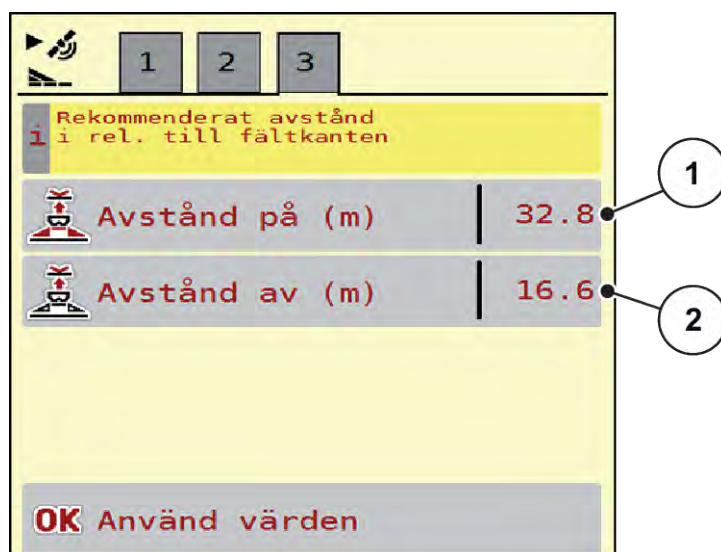 1 2 3
i Rekommenderat avstånd
i rel. till fältkanten
Avstånd på (m) 32.8
1
Avstånd av (m) 16.6
2
OK Använd värden